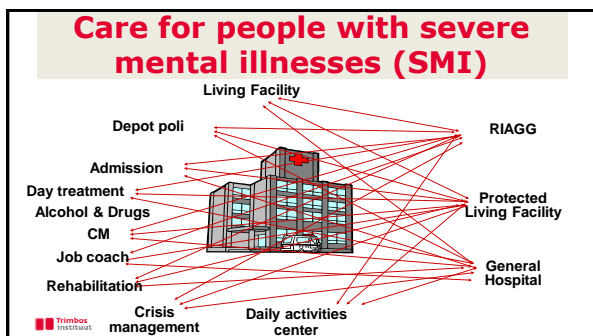 Care for people with severe
mental illnesses (SMI)
Living Facility
Depot poli
RIAGG
Admission
Day treatment
Alcohol & Drugs
Protected
Living Facility
CM
Job coach
General
Hospital
Rehabilitation
Crisis
management
Daily activities
center
Trimbos
instituut